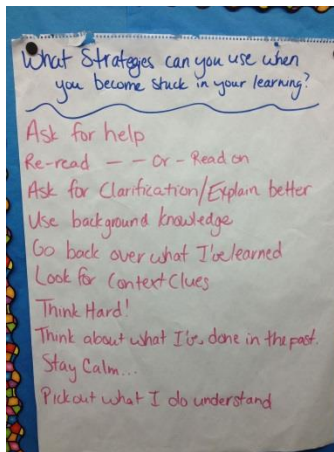 What Strategies can you use when
you become stuck in your learning?
Ask for help
Re-read - - or - Read on
Ask for Clarification/Explain better
Use background knowledge
Go back over what I've learned
Look for Context Clues
Think Hard!
Think about what I've done in the past.
Stay Calm...
Pick out what I do understand